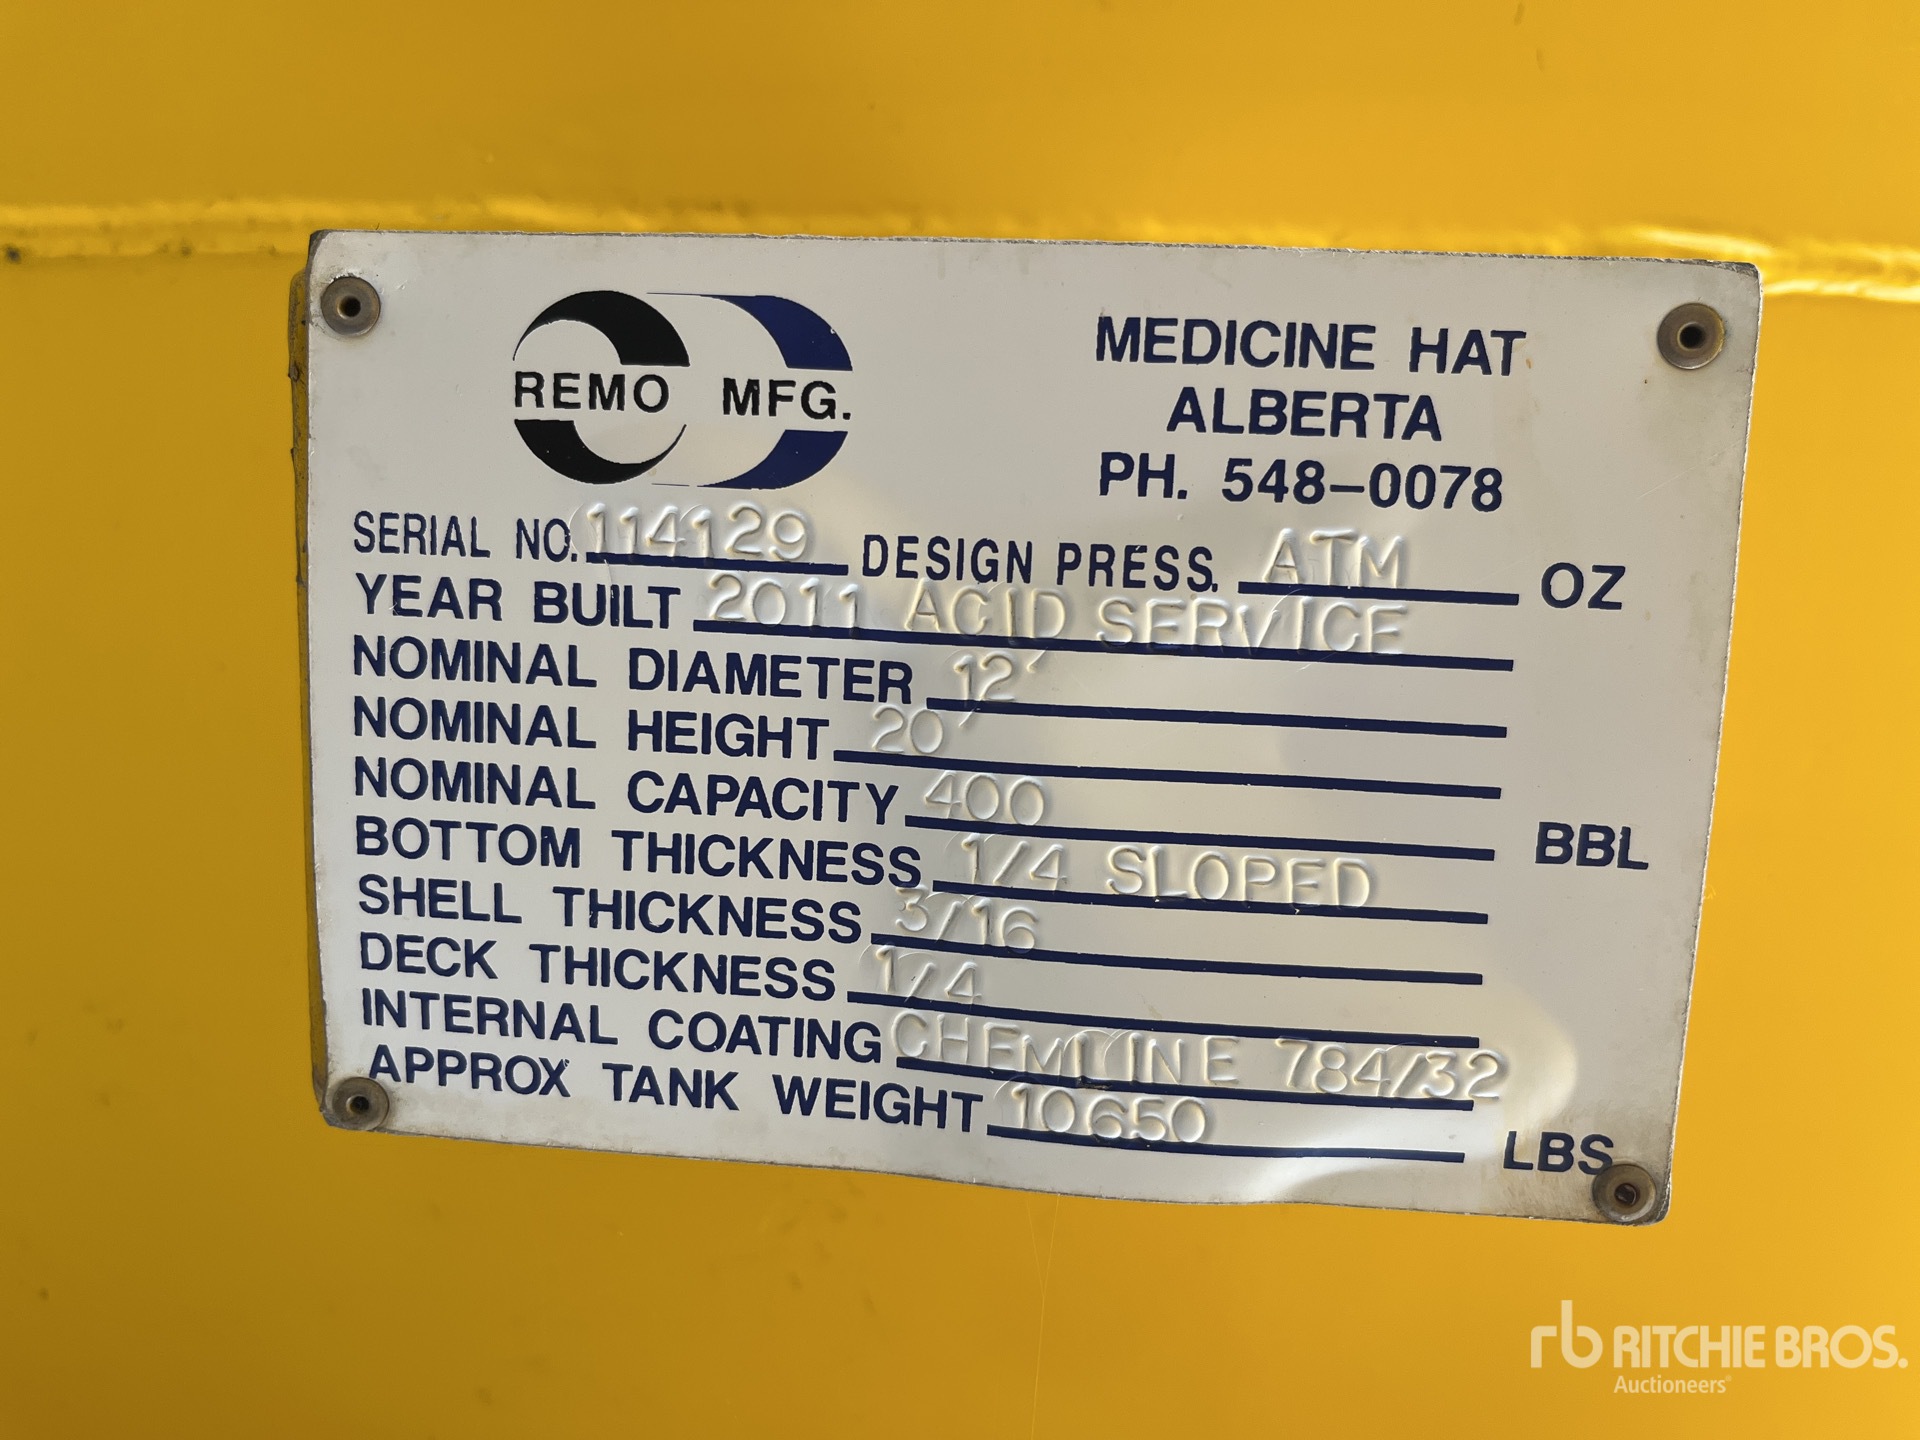 REMO MFG.
MEDICINE HAT
ALBERTA
PH. 548-0078
SERIAL NO. 114129 DESIGN PRESS. ATM OZ
YEAR BUILT 2011 ACID SERVICE
NOMINAL DIAMETER 12'
NOMINAL HEIGHT 20'
NOMINAL CAPACITY 400 BBL
BOTTOM THICKNESS 1/4 SLOPED
SHELL THICKNESS 3/16
DECK THICKNESS 1/4
INTERNAL COATING CHEMLINE 784/32
APPROX TANK WEIGHT 10650 LBS
rb RITCHIE BROS.
Auctioneers